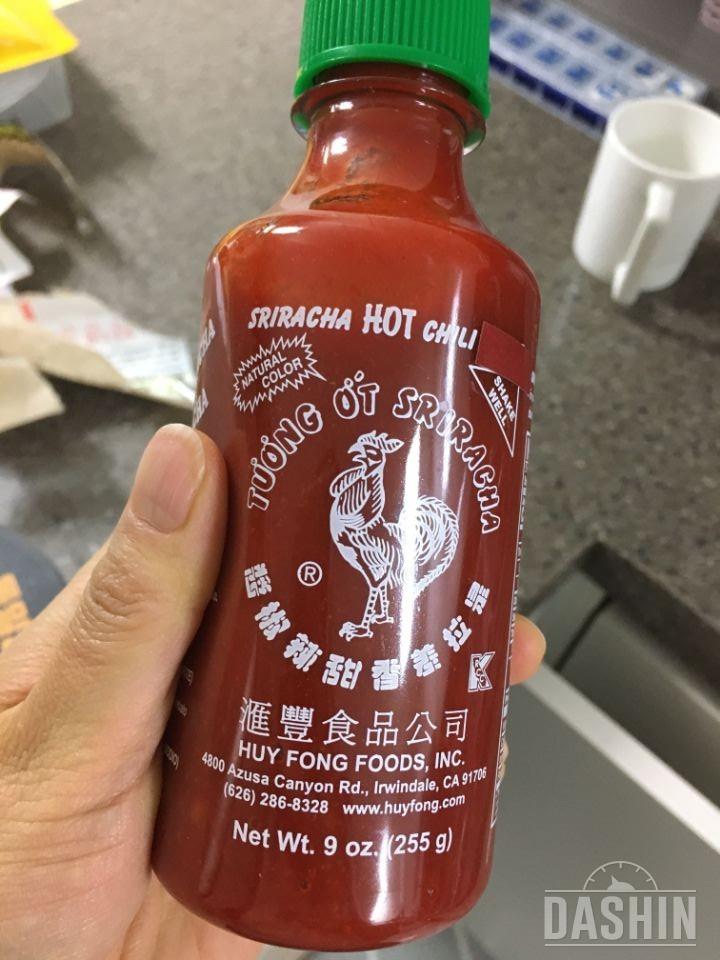 SRIRACHA HOT CHILI
NATURAL
COLOR
SHAKE
WELL
TƯƠNG ỚT SRIRACHA
®
滙豐食品公司
HUY FONG FOODS, INC.
4800 Azusa Canyon Rd., Irwindale, CA 91706
(626) 286-8328 www.huyfong.com
Net Wt. 9 oz. (255 g)
DASHIN